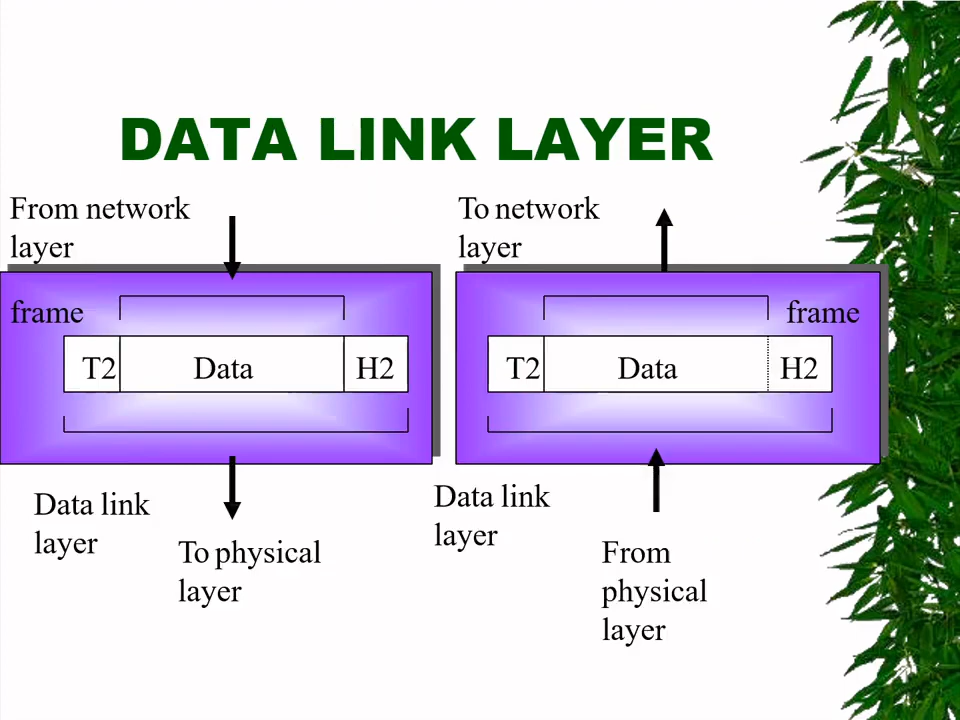 DATA LINK LAYER
From network
layer
To network
layer
frame
frame
T2 Data H2
T2 Data H2
Data link
layer
To physical
layer
Data link
layer
From
physical
layer